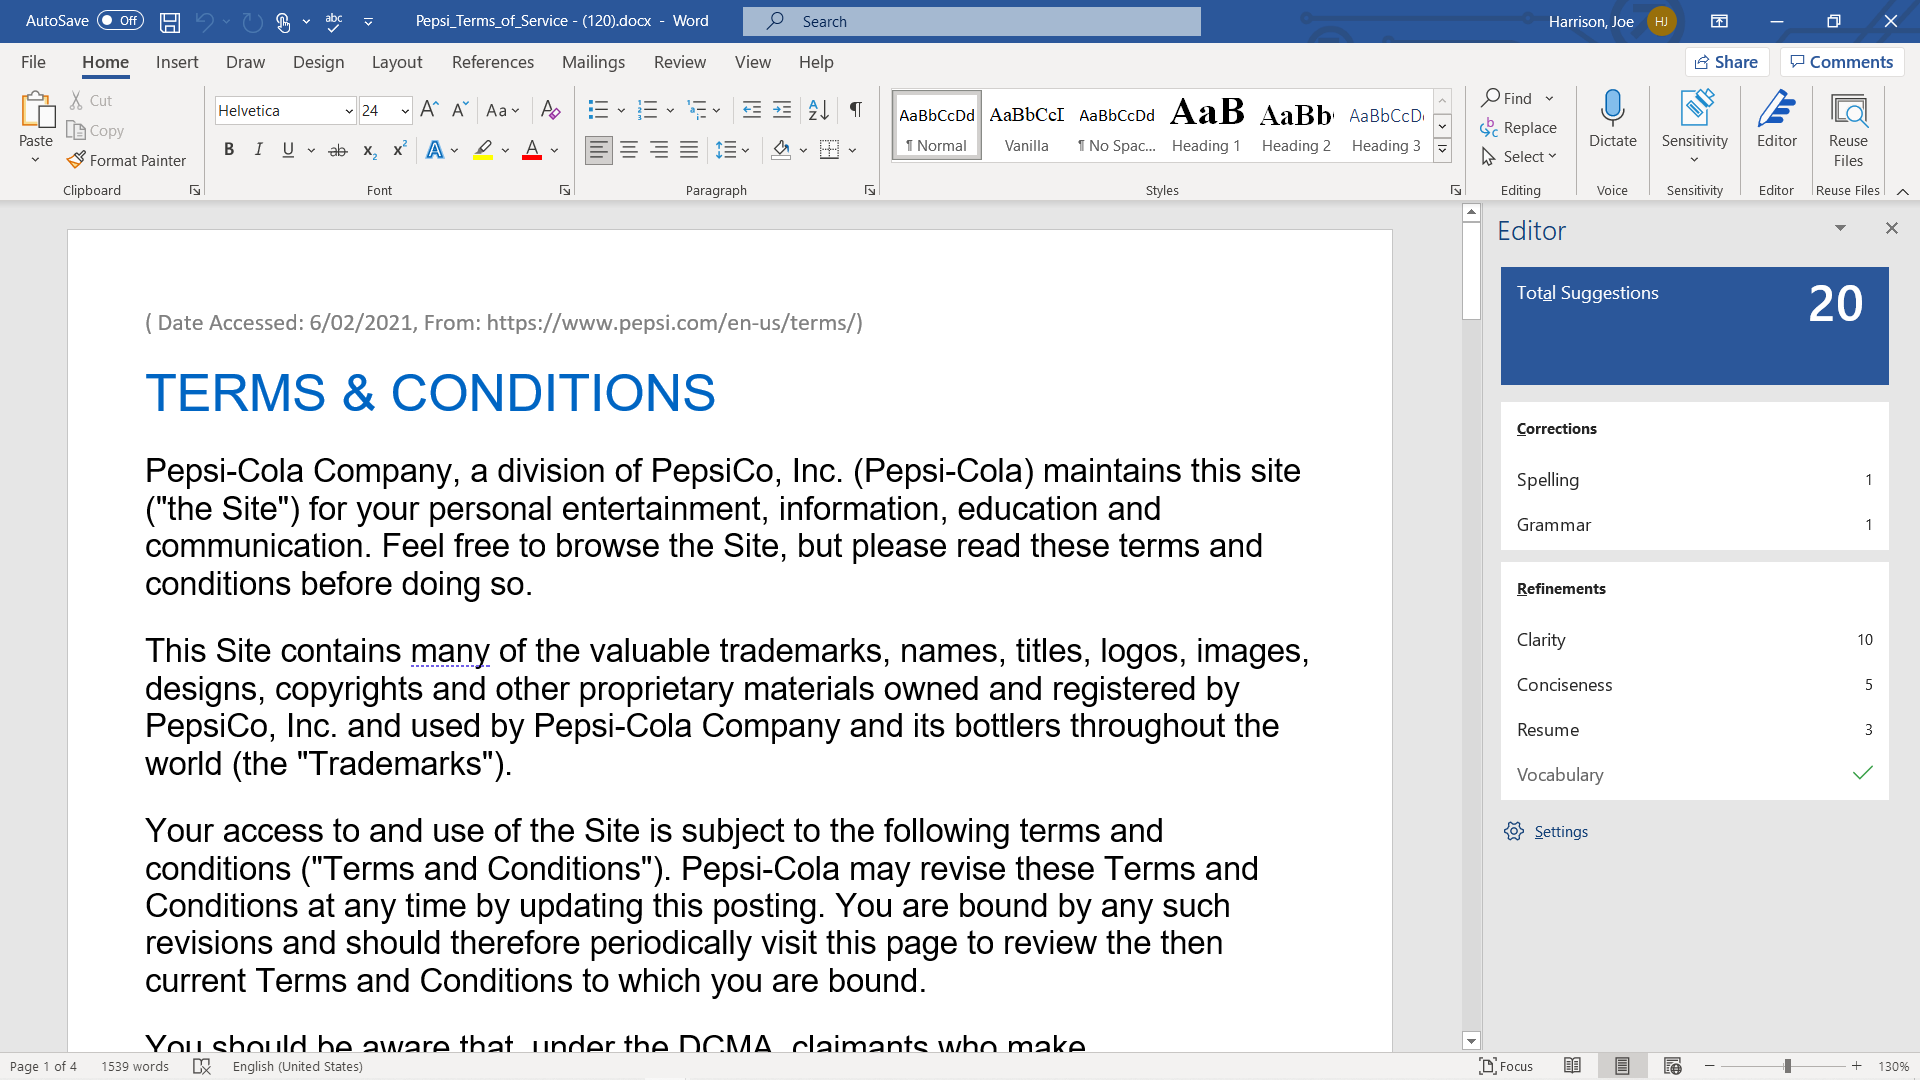 AutoSave Off Pepsi_Terms_of_Service - (120).docx - Word Search Harrison, Joe HJ
File Home Insert Draw Design Layout References Mailings Review View Help Share Comments
Paste Cut Copy Format Painter Clipboard
Helvetica 24 Aa B I U ab x₂ x² A A Font
Paragraph
AaBbCcDd ¶ Normal
AaBbCcI Vanilla
AaBbCcDd ¶ No Spac...
AaB Heading 1
AaBb Heading 2
AaBbCcD Heading 3
Styles
Find Replace Select Editing
Dictate Voice
Sensitivity Sensitivity
Editor Editor
Reuse Files Reuse Files
( Date Accessed: 6/02/2021, From: https://www.pepsi.com/en-us/terms/)
TERMS & CONDITIONS
Pepsi-Cola Company, a division of PepsiCo, Inc. (Pepsi-Cola) maintains this site
("the Site") for your personal entertainment, information, education and
communication. Feel free to browse the Site, but please read these terms and
conditions before doing so.
This Site contains many of the valuable trademarks, names, titles, logos, images,
designs, copyrights and other proprietary materials owned and registered by
PepsiCo, Inc. and used by Pepsi-Cola Company and its bottlers throughout the
world (the "Trademarks").
Your access to and use of the Site is subject to the following terms and
conditions ("Terms and Conditions"). Pepsi-Cola may revise these Terms and
Conditions at any time by updating this posting. You are bound by any such
revisions and should therefore periodically visit this page to review the then
current Terms and Conditions to which you are bound.
You should be aware that, under the DCMA, claimants who make
Editor
Total Suggestions 20
Corrections
Spelling 1
Grammar 1
Refinements
Clarity 10
Conciseness 5
Resume 3
Vocabulary
Settings
Page 1 of 4 1539 words English (United States) Focus 130%